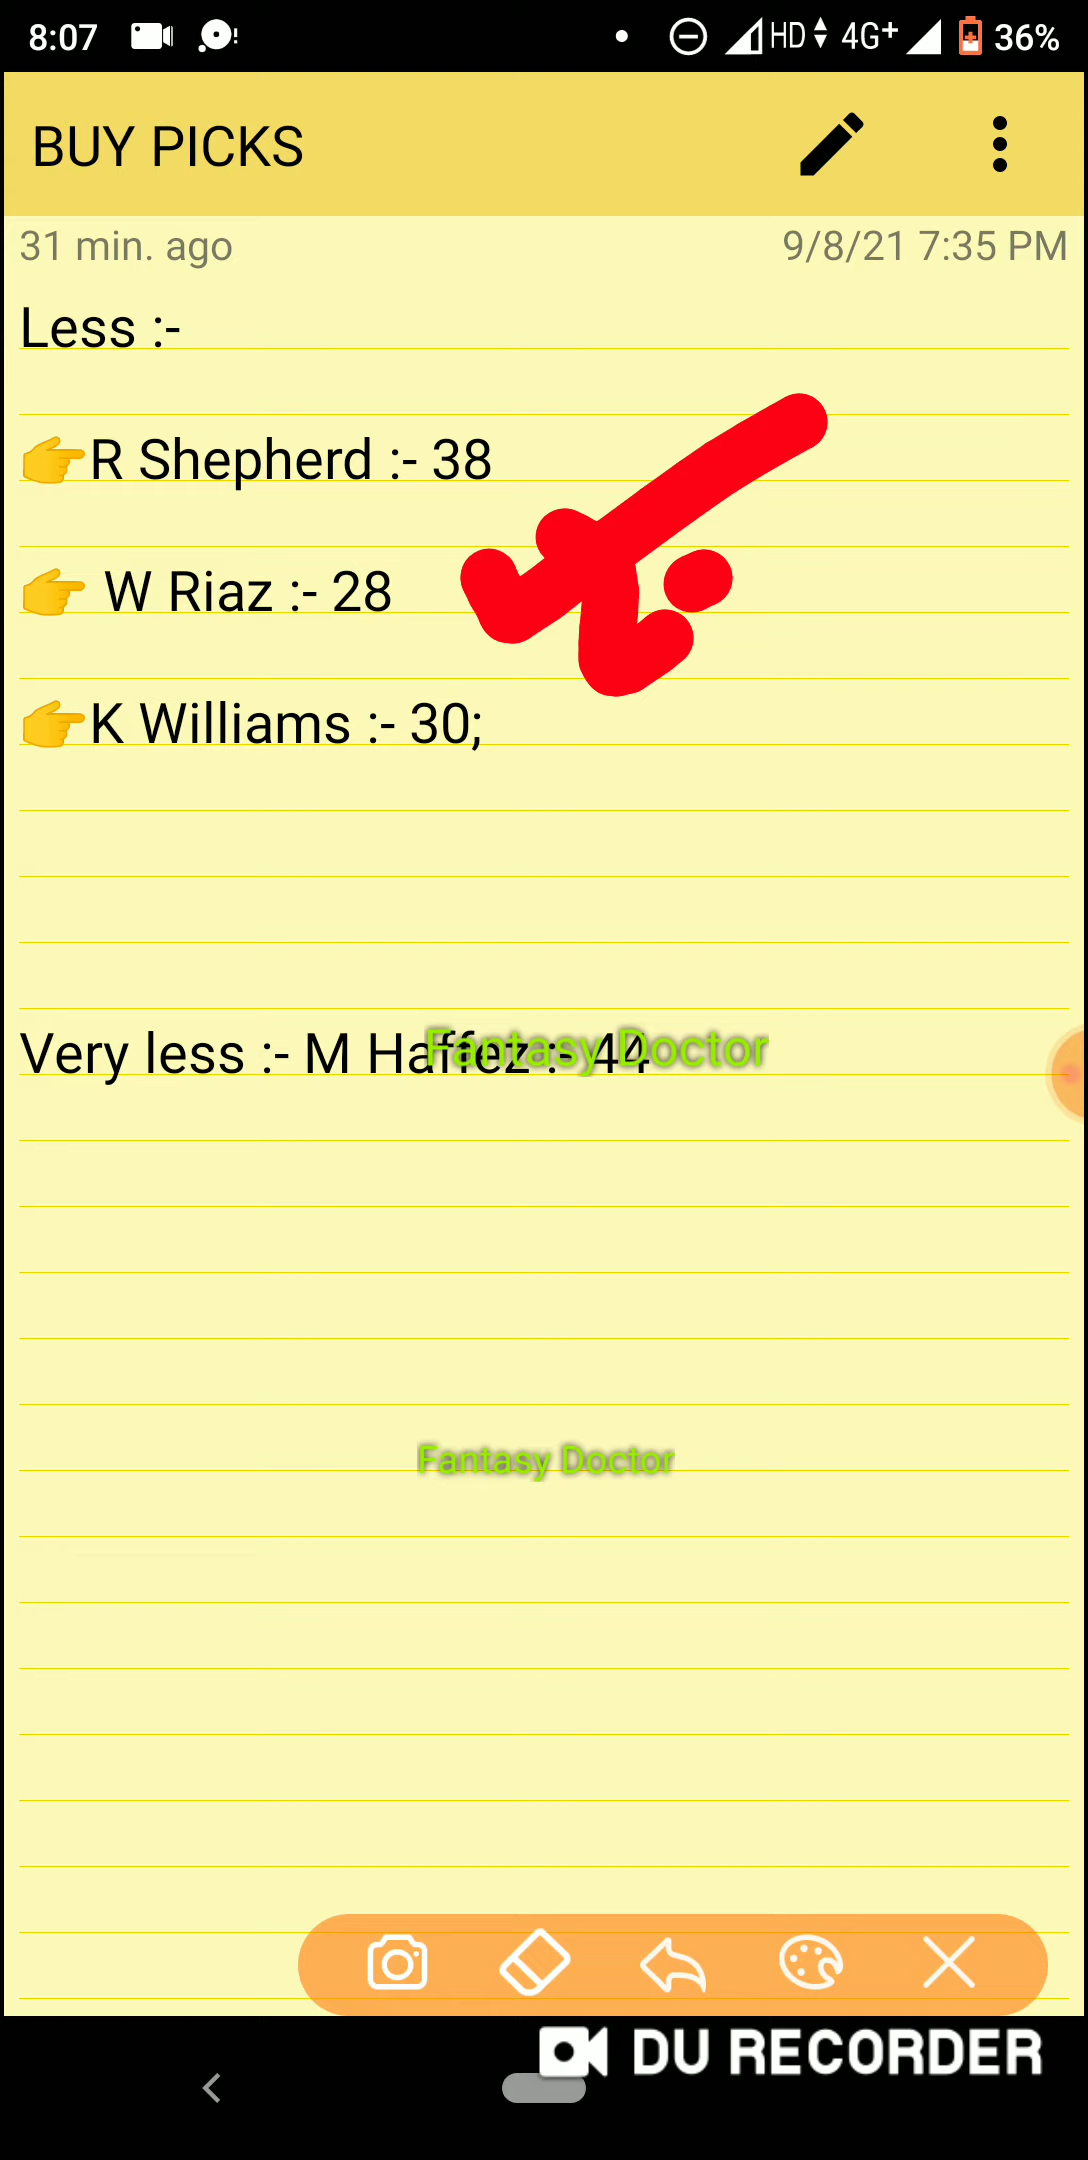 8:07 HD 4G+ 36%
BUY PICKS
31 min. ago 9/8/21 7:35 PM
Less :-
👉R Shepherd :- 38
👉 W Riaz :- 28
👉K Williams :- 30;
Very less :- M Haffez :- 44
Fantasy Doctor
Fantasy Doctor
DU RECORDER